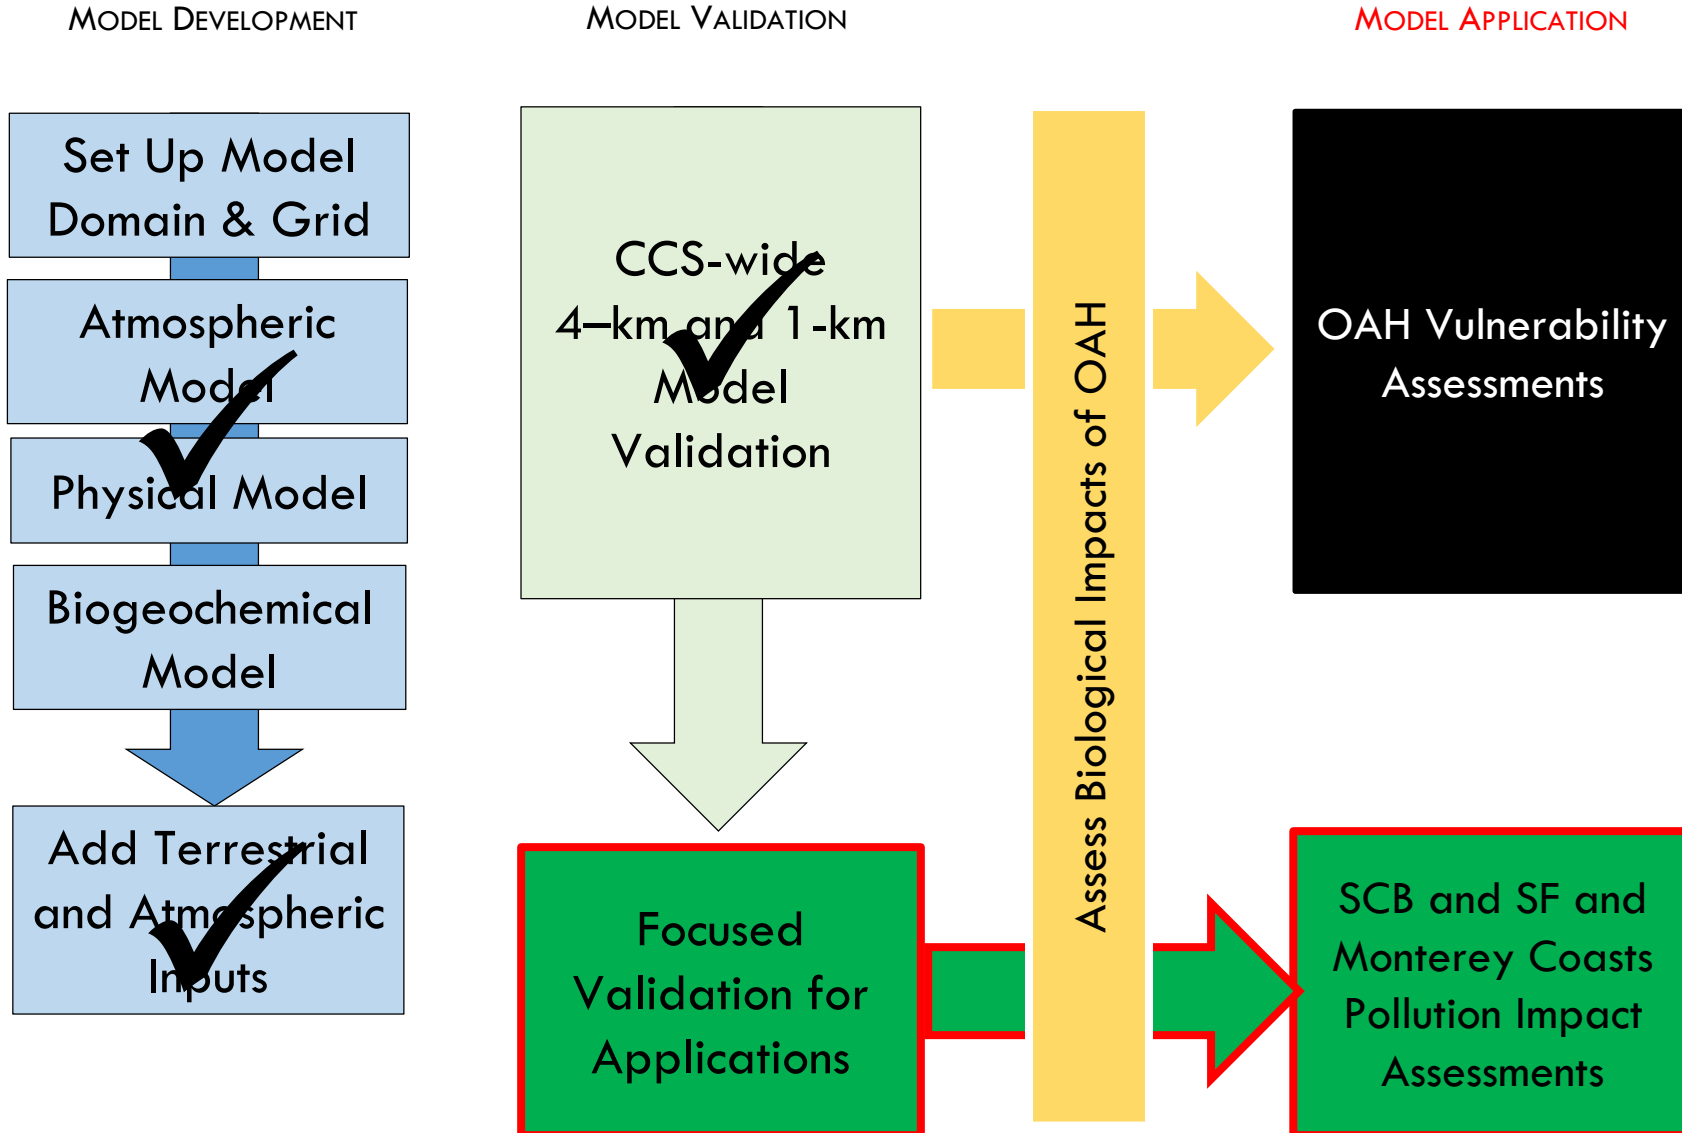 MODEL DEVELOPMENT
MODEL VALIDATION
MODEL APPLICATION
Set Up Model
Domain & Grid
Atmospheric
Model
Physical Model
Biogeochemical
Model
Add Terrestrial
and Atmospheric
Inputs
CCS-wide
4–km and 1-km
Model
Validation
Focused
Validation for
Applications
Assess Biological Impacts of OAH
OAH Vulnerability
Assessments
SCB and SF and
Monterey Coasts
Pollution Impact
Assessments